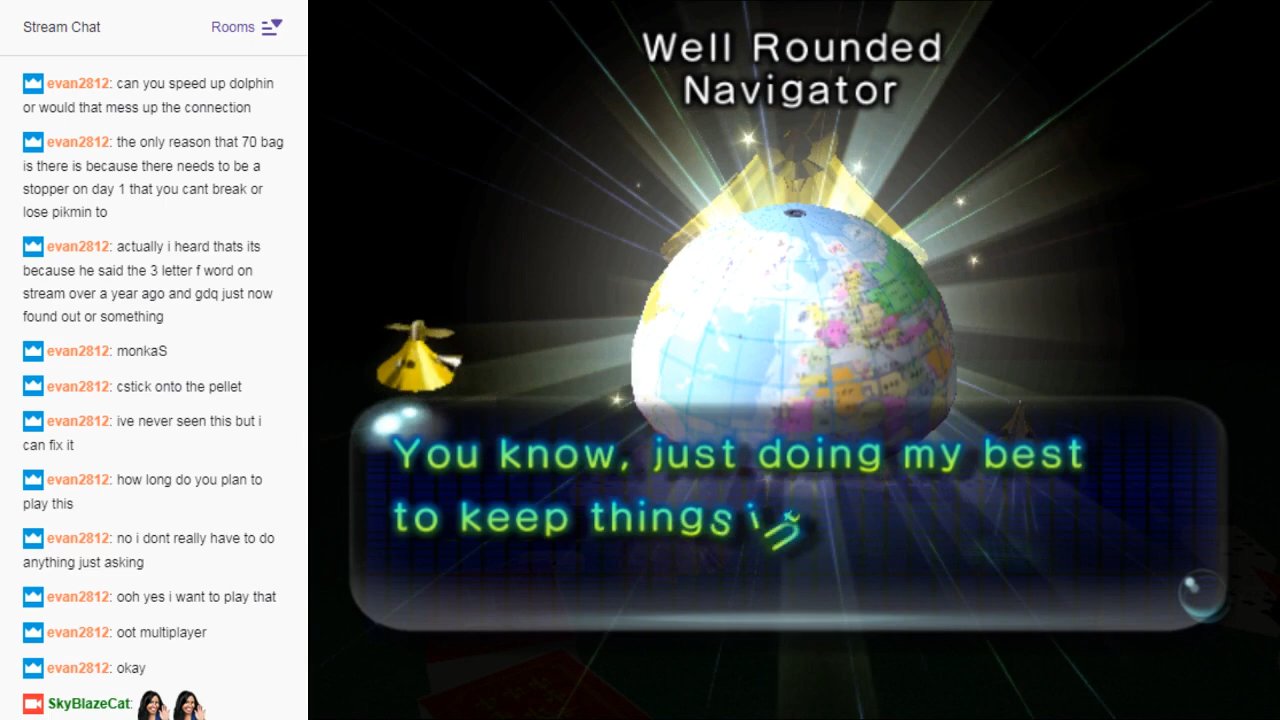 Stream Chat
Rooms
evan2812: can you speed up dolphin
or would that mess up the connection
evan2812: the only reason that 70 bag
is there is because there needs to be a
stopper on day 1 that you cant break or
lose pikmin to
evan2812: actually i heard thats its
because he said the 3 letter f word on
stream over a year ago and gdq just now
found out or something
evan2812: monkaS
evan2812: cstick onto the pellet
evan2812: ive never seen this but i
can fix it
evan2812: how long do you plan to
play this
evan2812: no i dont really have to do
anything just asking
evan2812: ooh yes i want to play that
evan2812: oot multiplayer
evan2812: okay
SkyBlazeCat:
Well Rounded
Navigator
You know, just doing my best
to keep things in